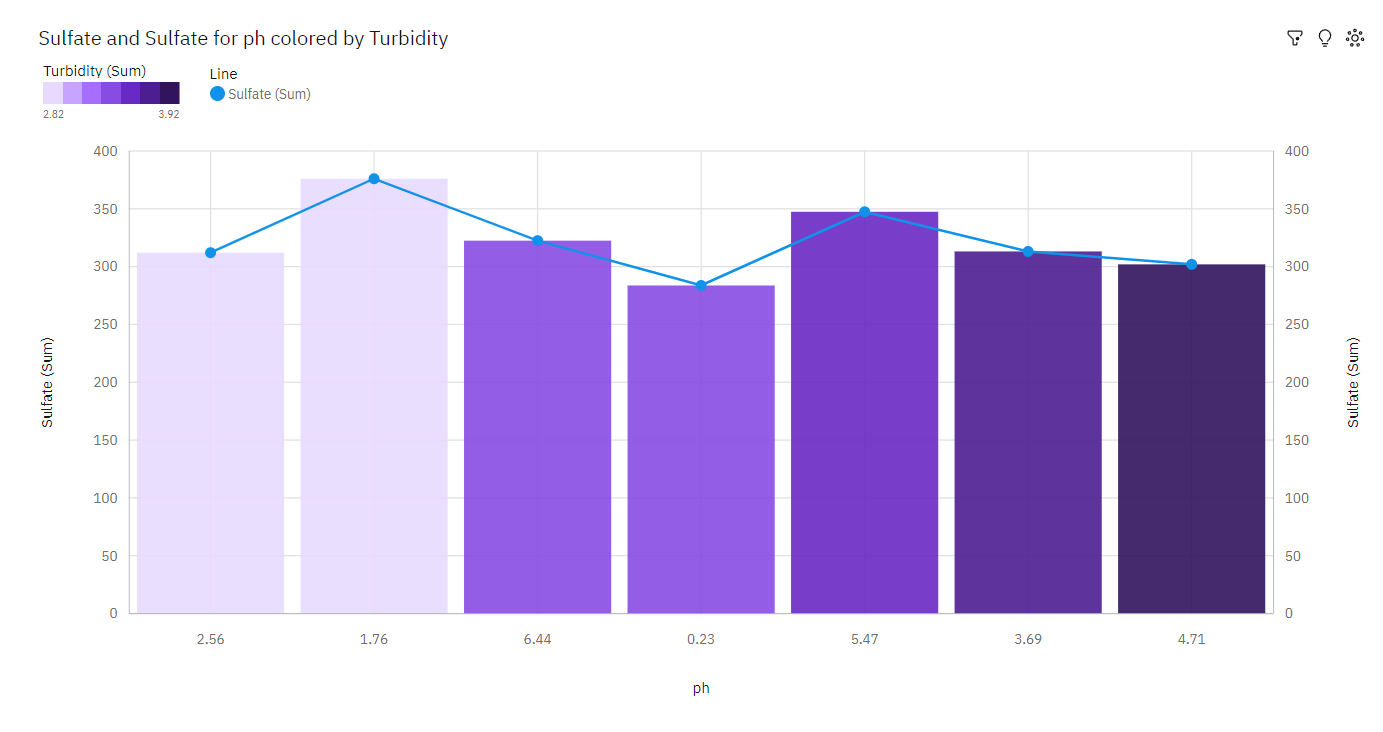 Sulfate and Sulfate for ph colored by Turbidity
Turbidity (Sum)
2.82 3.92
Line
Sulfate (Sum)
Sulfate (Sum)
400
350
300
250
200
150
100
50
0
400
350
300
250
200
150
100
50
0
Sulfate (Sum)
2.56 1.76 6.44 0.23 5.47 3.69 4.71
ph